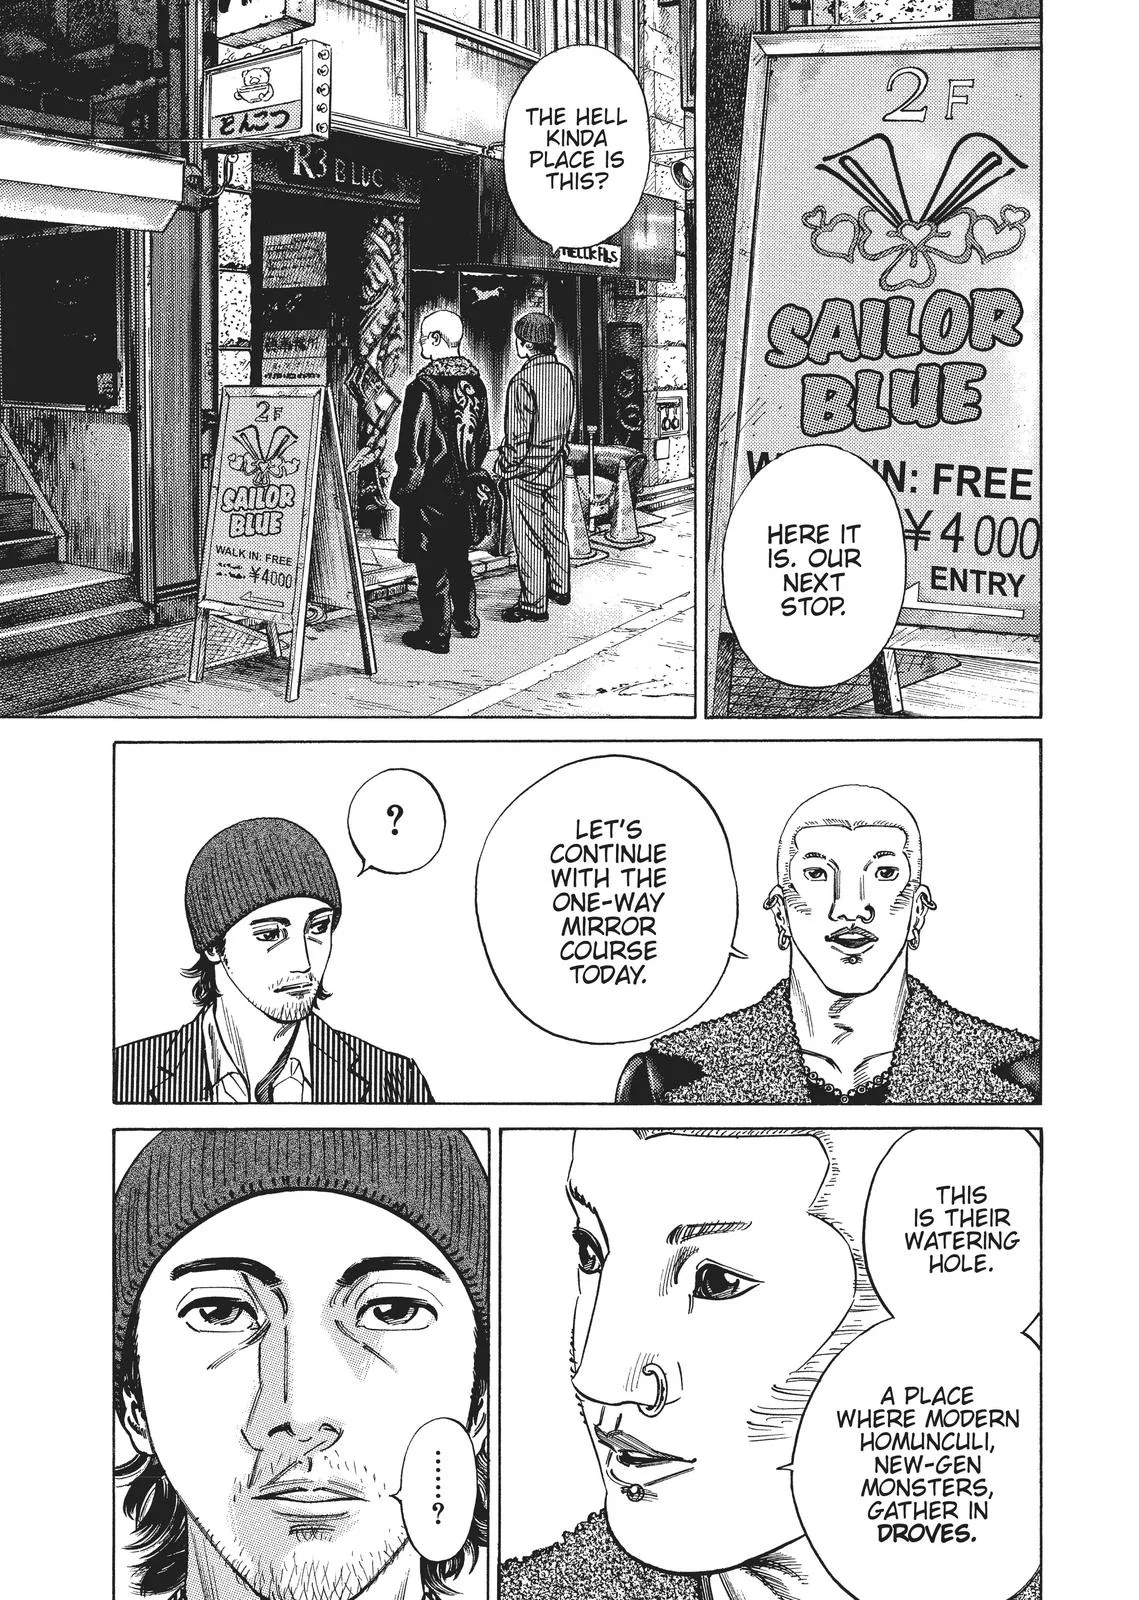 2F
SAILOR
BLUE
IN: FREE
¥4000
ENTRY
HERE IT
IS. OUR
NEXT
STOP.
THE HELL
KINDA
PLACE IS
THIS?
とんこつ
R3 BLDG
2F
SAILOR
BLUE
WALK IN: FREE
¥4000
LET'S
CONTINUE
WITH THE
ONE-WAY
MIRROR
COURSE
TODAY.
?
THIS
IS THEIR
WATERING
HOLE.
A PLACE
WHERE MODERN
HOMUNCULI,
NEW-GEN
MONSTERS,
GATHER IN
DROVES.
......?